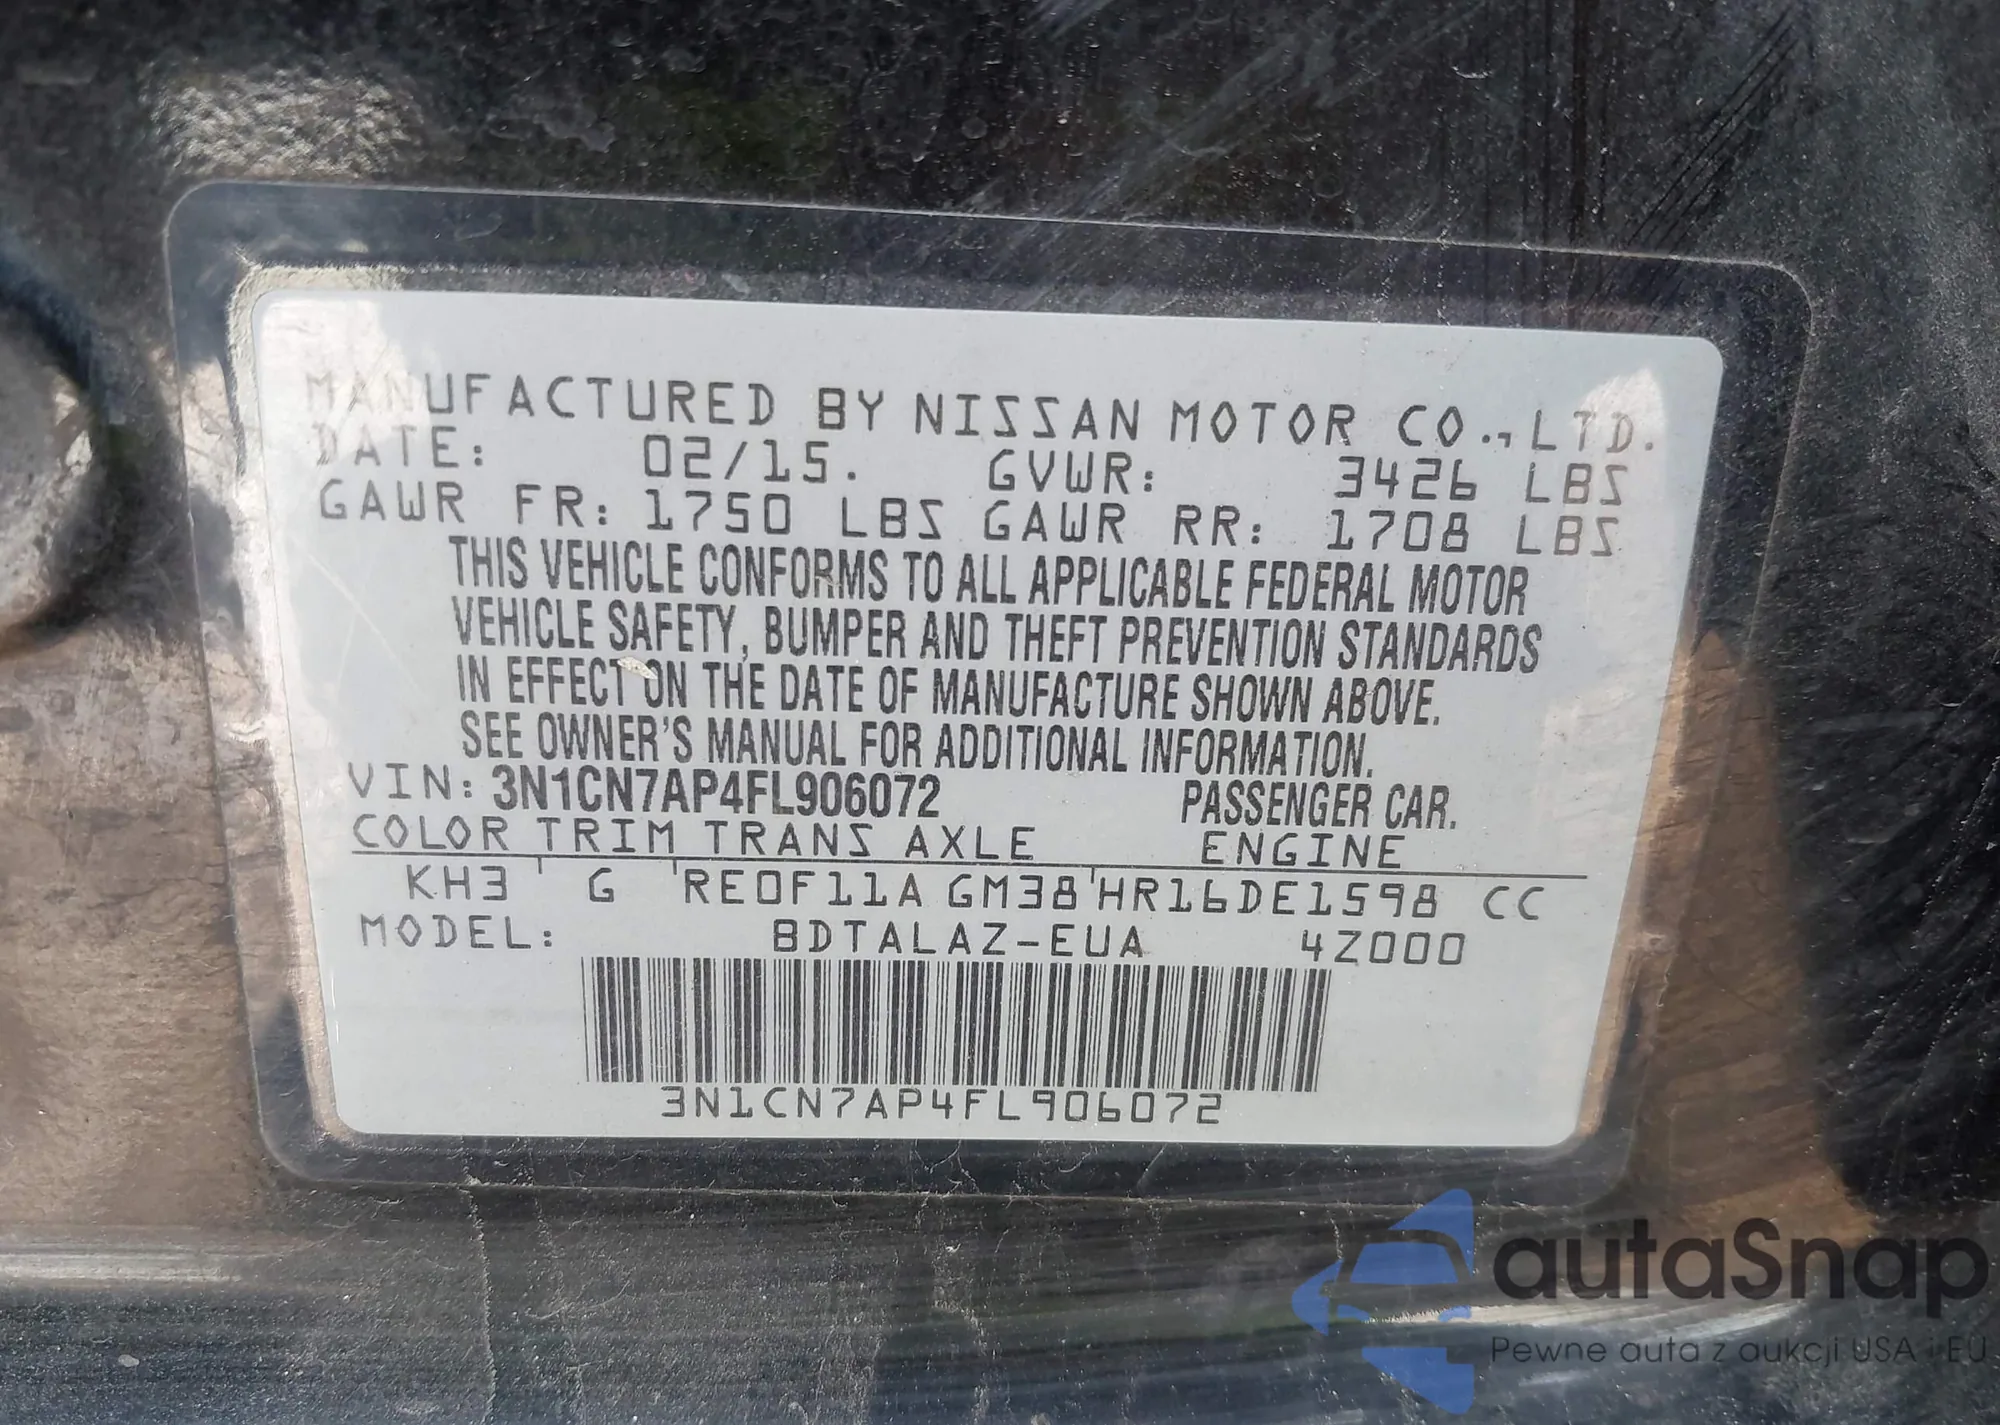 MANUFACTURED BY NISSAN MOTOR CO., LTD.
DATE: 02/15. GVWR: 3426 LBS
GAWR FR: 1750 LBS GAWR RR: 1708 LBS
THIS VEHICLE CONFORMS TO ALL APPLICABLE FEDERAL MOTOR
VEHICLE SAFETY, BUMPER AND THEFT PREVENTION STANDARDS
IN EFFECT ON THE DATE OF MANUFACTURE SHOWN ABOVE.
SEE OWNER'S MANUAL FOR ADDITIONAL INFORMATION.
VIN: 3N1CN7AP4FL906072 PASSENGER CAR.
COLOR TRIM TRANS AXLE ENGINE
KH3 G RE0F11A GM38 HR16DE1598 CC
MODEL: BDTALAZ-EUA 4Z000
3N1CN7AP4FL906072
autaSnap
Pewne auta z aukcji USA i EU